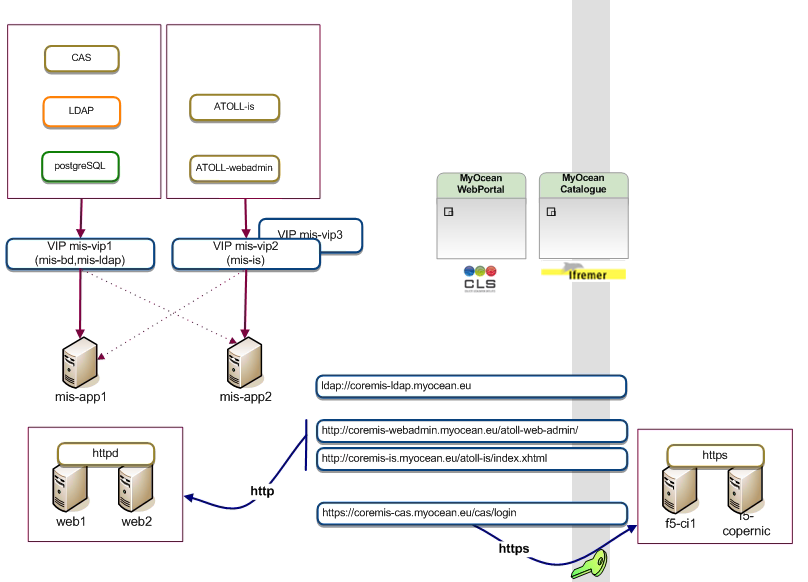 CAS
LDAP
postgreSQL
ATOLL-is
ATOLL-webadmin
MyOcean
WebPortal
MyOcean
Catalogue
VIP mis-vip1
(mis-bd,mis-ldap)
VIP mis-vip2
(mis-is)
VIP mis-vip3
CLS
Ifremer
mis-app1
mis-app2
ldap://coremis-ldap.myocean.eu
http://coremis-webadmin.myocean.eu/atoll-web-admin/
http://coremis-is.myocean.eu/atoll-is/index.xhtml
https://coremis-cas.myocean.eu/cas/login
httpd
web1
web2
http
https
https
f5-ci1
f5-
copernic